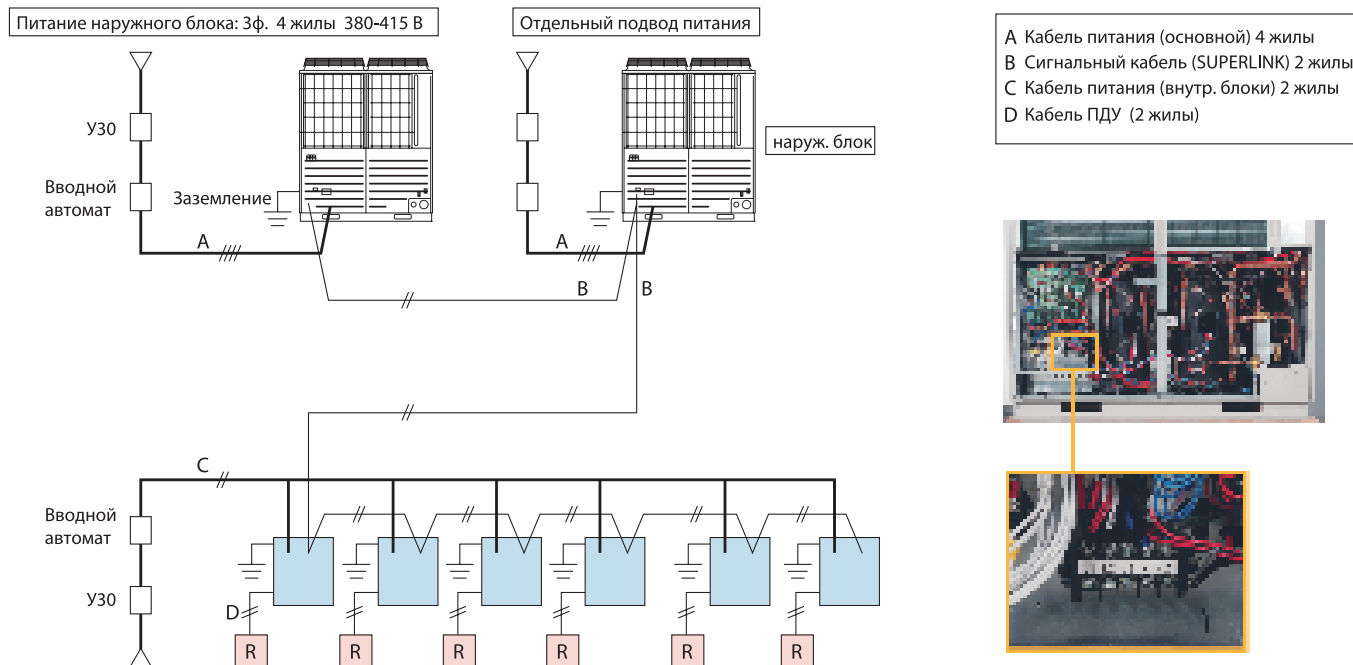 Питание наружного блока: 3ф. 4 жилы 380-415 В
Отдельный подвод питания
A Кабель питания (основной) 4 жилы
B Сигнальный кабель (SUPERLINK) 2 жилы
C Кабель питания (внутр. блоки) 2 жилы
D Кабель ПДУ (2 жилы)
УЗО
наруж. блок
Вводной
автомат
Заземление
A
A
B
B
C
Вводной
автомат
УЗО
D
R
R
R
R
R
R